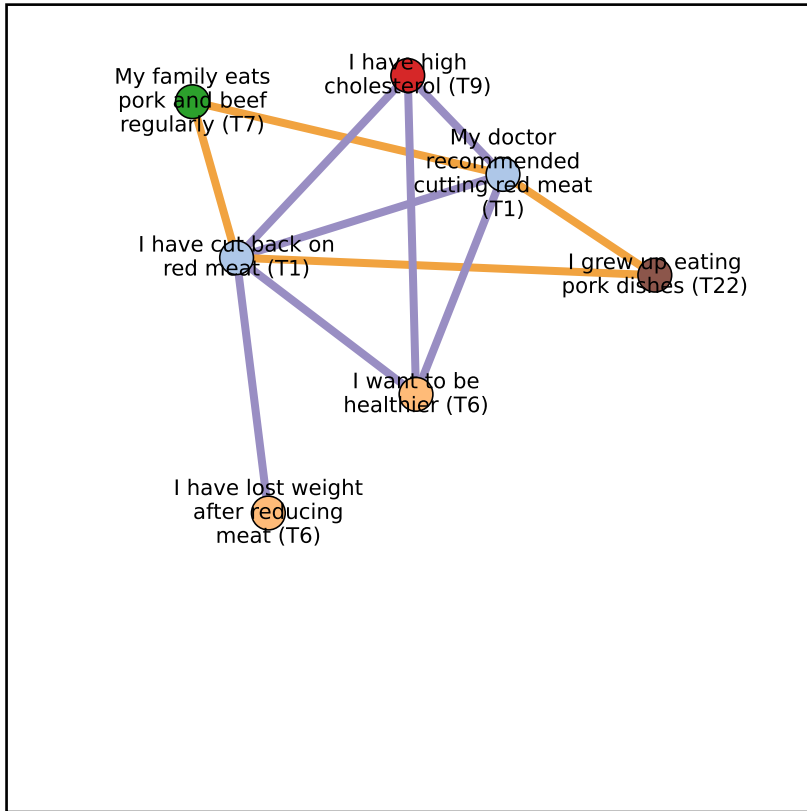 I have high
cholesterol (T9)
My family eats
pork and beef
regularly (T7)
My doctor
recommended
cutting red meat
(T1)
I have cut back on
red meat (T1)
I grew up eating
pork dishes (T22)
I want to be
healthier (T6)
I have lost weight
after reducing
meat (T6)